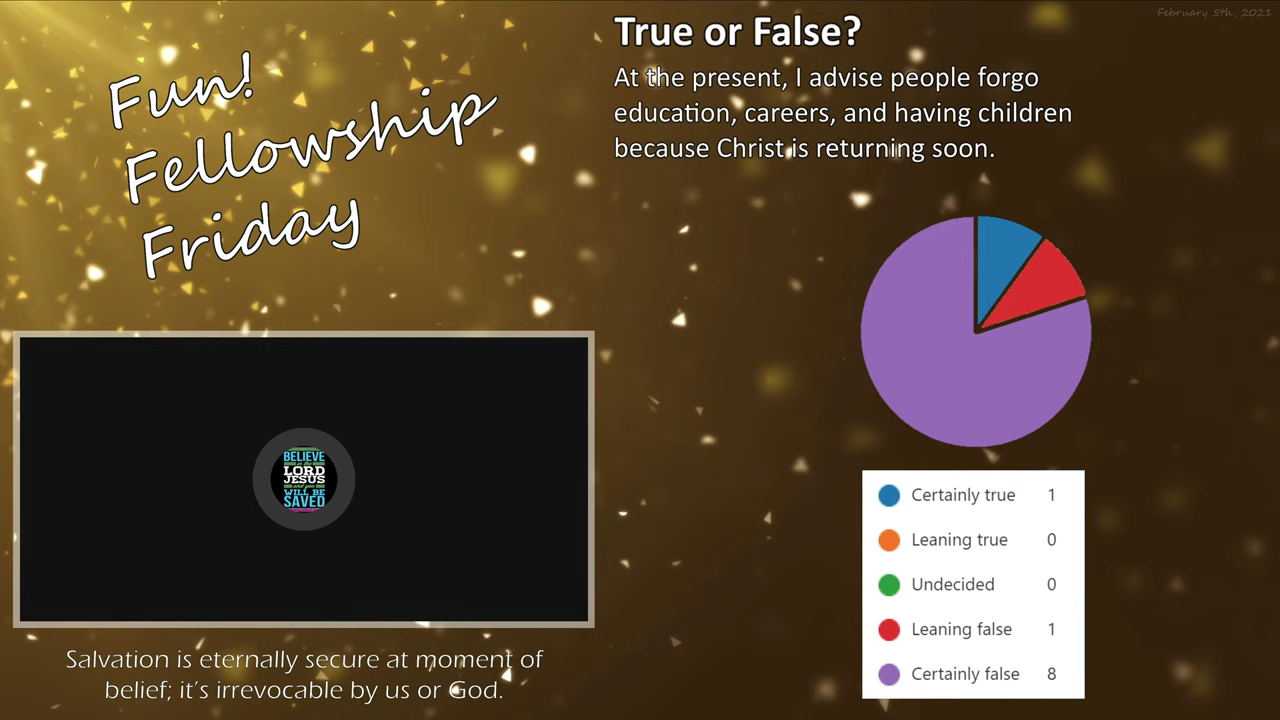 February 5th, 2021
Fun!
Fellowship
Friday
True or False?
At the present, I advise people forgo
education, careers, and having children
because Christ is returning soon.
BELIEVE
in the
LORD
JESUS
and you
WILL BE
SAVED
Certainly true 1
Leaning true 0
Undecided 0
Leaning false 1
Certainly false 8
Salvation is eternally secure at moment of
belief; it's irrevocable by us or God.